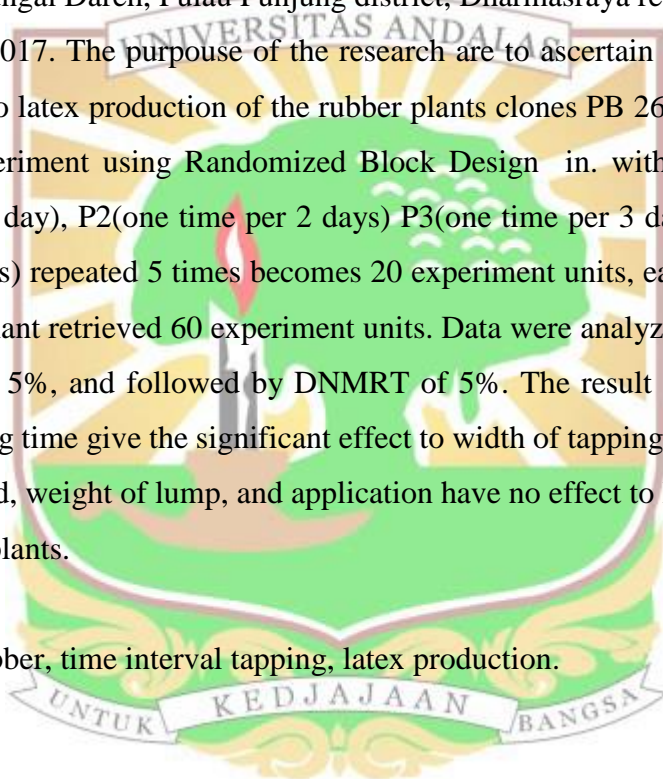 ngai Dareh, Pulau Punjung district, Dharmasraya re
UNIVERSITAS ANDALAS
017. The purpouse of the research are to ascertain
o latex production of the rubber plants clones PB 26
eriment using Randomized Block Design in. with
day), P2(one time per 2 days) P3(one time per 3 da
s) repeated 5 times becomes 20 experiment units, ea
ant retrieved 60 experiment units. Data were analyz
5%, and followed by DNMRT of 5%. The result
g time give the significant effect to width of tapping
d, weight of lump, and application have no effect to
plants.
ber, time interval tapping, latex production.
UNTUK KEDJAJAAN BANGSA